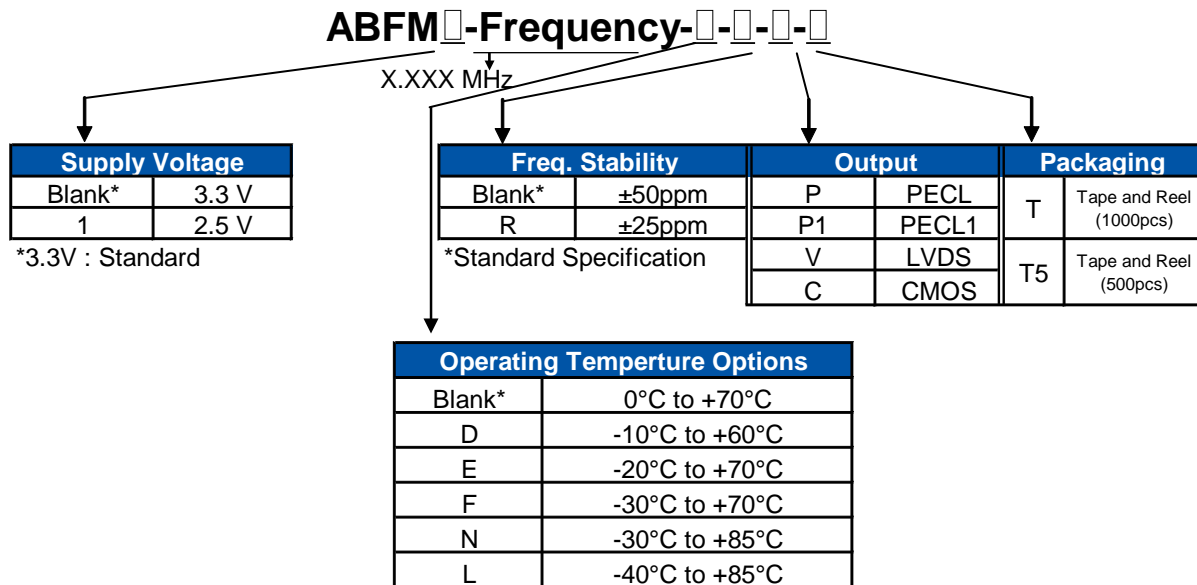 ABFM□-Frequency-□-□-□-□
X.XXX MHz
Supply Voltage
Blank* 3.3 V
1 2.5 V
*3.3V : Standard
Freq. Stability
Blank* ±50ppm
R ±25ppm
*Standard Specification
Output
P PECL
P1 PECL1
V LVDS
C CMOS
Packaging
T Tape and Reel
(1000pcs)
T5 Tape and Reel
(500pcs)
Operating Temperture Options
Blank* 0°C to +70°C
D -10°C to +60°C
E -20°C to +70°C
F -30°C to +70°C
N -30°C to +85°C
L -40°C to +85°C